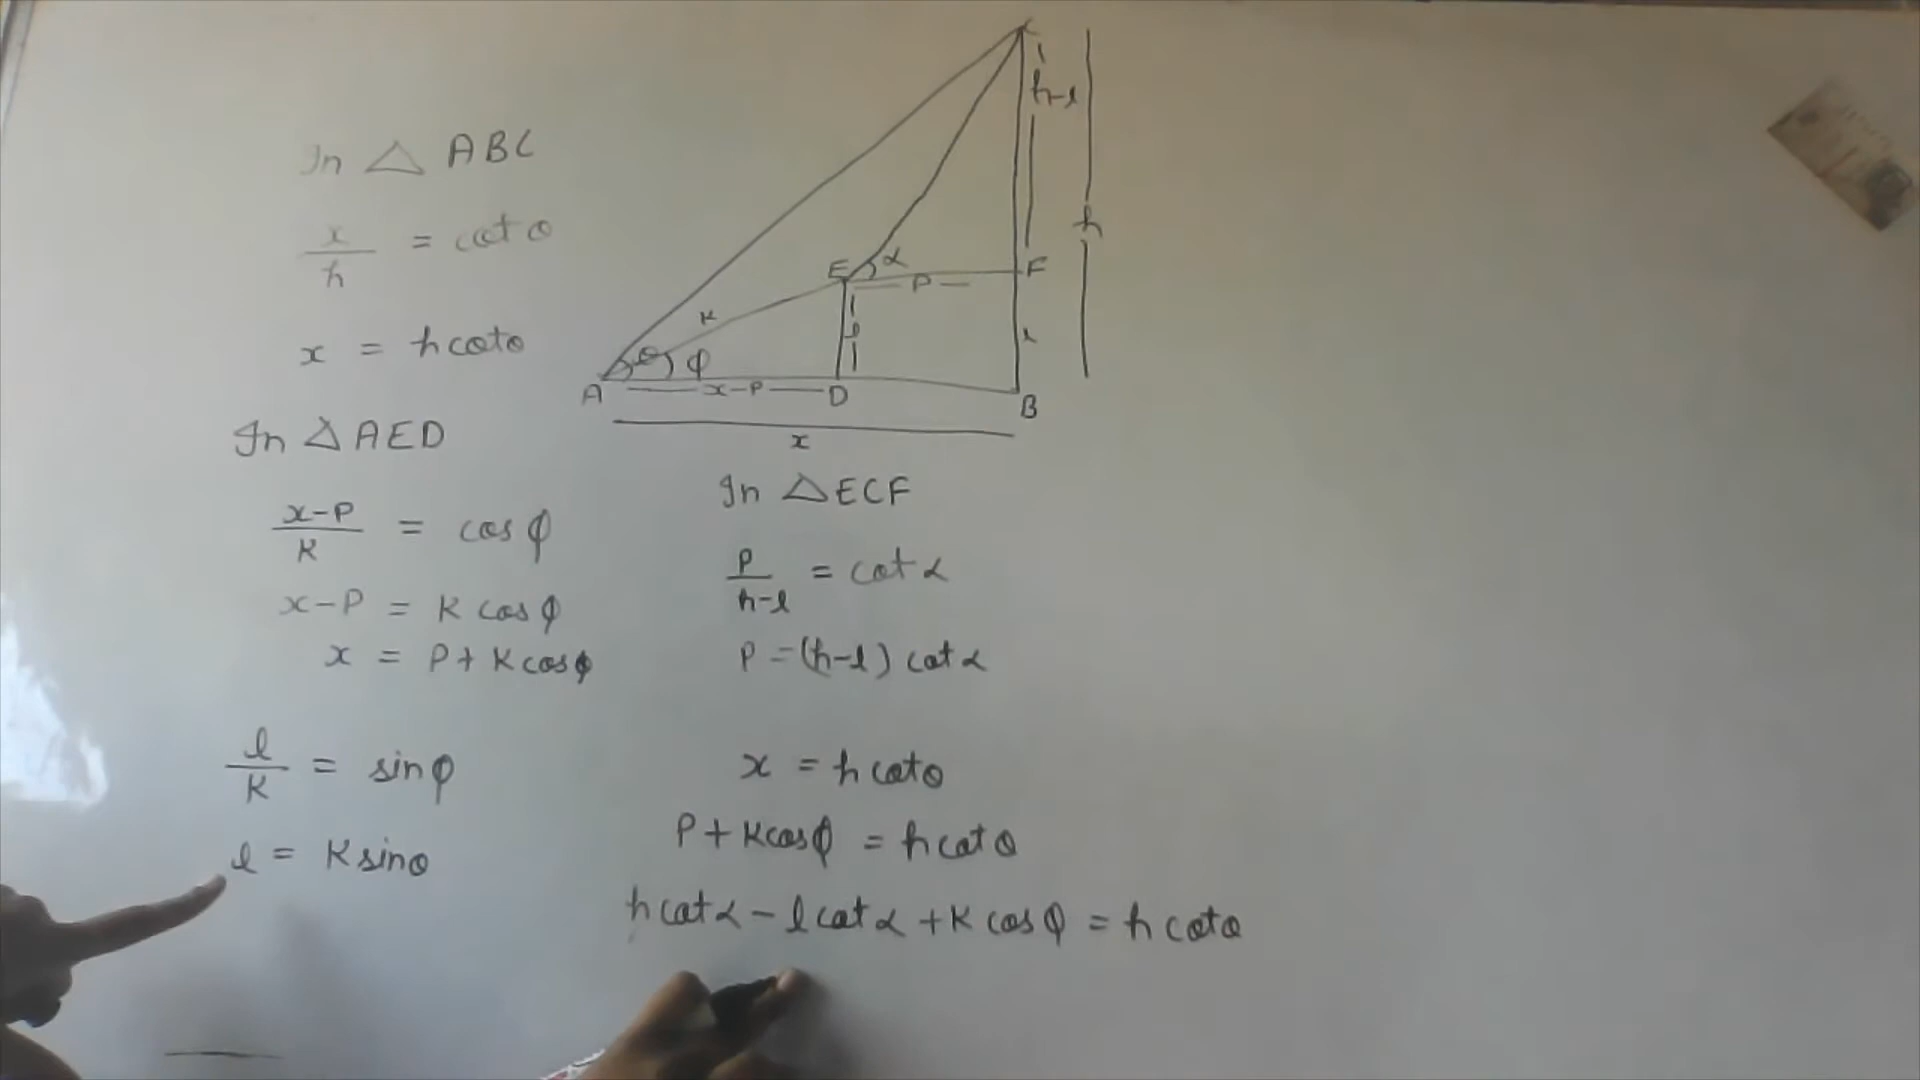 In △ ABC
x/h = cot θ
x = h cot θ
In △ AED
x-P/K = cos φ
x-P = K cos φ
x = P + K cos φ
l/K = sin φ
l = K sin θ
C
h-l
h
E α
P
F
K
l
l
θ φ
A x-P D B
x
In △ ECF
P/h-l = cot α
P = (h-l) cot α
x = h cot θ
P + K cos φ = h cot θ
h cot α - l cot α + K cos φ = h cot θ